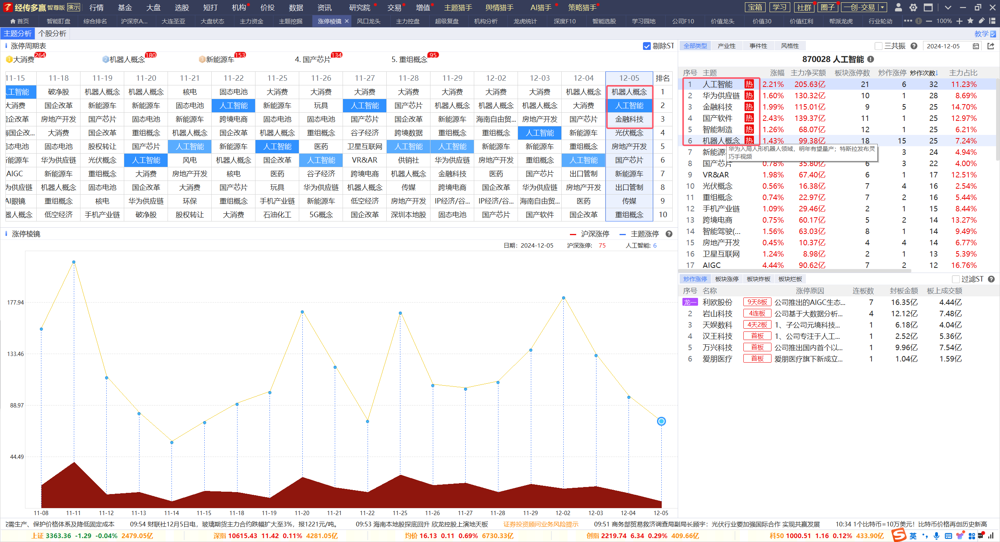 经传多赢 智尊版 演示 行情 基金 大盘 选股 短打 机构 价投 数据 资讯 研究院 交易 增值 主题猎手 舆情猎手 AI猎手 策略猎手 宝箱 学习 社群 圈子 一创-交易
首页 智能盯盘 综合排名 沪深京A... 大连圣亚 大盘状态 主力资金 主题挖掘 涨停棱镜 风口龙头 主力控盘 超级复盘 机构分析 龙虎统计 深度F10 智能选股 学习园地 公司F10 价值龙头 价值30 价值红利 帮派龙虎 行业轮动 100%
主题分析 个股分析 教学
涨停周期表 剔除ST
1 大消费 264 2 机器人概念 180 3 新能源车 153 4. 国产芯片 134 5. 重组概念 95
11-15 11-18 11-19 11-20 11-21 11-22 11-25 11-26 11-27 11-28 11-29 12-02 12-03 12-04 12-05 排名
工智能 破净股 机器人概念 机器人概念 核电 固态电池 大消费 大消费 大消费 大消费 大消费 大消费 大消费 机器人概念 机器人概念 1
大消费 国企改革 新能源车 新能源车 固态电池 人工智能 新能源车 玩具 人工智能 国产芯片 机器人概念 机器人概念 机器人概念 大消费 人工智能 2
企改革 房地产开发 国产芯片 固态电池 新能源车 跨境电商 固态电池 固态电池 国产芯片 国企改革 新能源车 海南自由贸... 房地产开发 国产芯片 金融科技 3
国企改... 大消费 国企改革 重组概念 机器人概念 国企改革 机器人概念 重组概念 谷子经济 跨境数据 重组概念 重组概念 人工智能 新能源车 光伏概念 4
态电池 固态电池 股权转让 国产芯片 人工智能 新能源车 人工智能 医药 卫星互联网 人工智能 人工智能 新能源车 新能源车 重组概念 房地产开发 5
能源车 华为供应链 光伏概念 人工智能 风电 机器人概念 国企改革 人工智能 VR&AR 供销社 华为供应链 房地产开发 重组概念 人工智能 国产芯片 6
AIGC 新能源车 重组概念 大消费 房地产开发 核电 医药 谷子经济 跨境电商 机器人概念 金融科技 医药 国产芯片 出口管制 新能源车 7
为供应链 机器人概念 固态电池 国企改革 大消费 国产芯片 玩具 华为供应链 机器人概念 传媒 跨境电商 国企改革 华为供应链 房地产开发 出口管制 8
AI眼镜 重组概念 核电 华为供应链 环保 重组概念 手机产业链 新能源车 低空经济 房地产开发 IP经济/谷... IP经济/谷... 海南自由贸... 医药 传媒 9
器人概念 低空经济 手机产业链 破净股 股权转让 大消费 石油化工 5G概念 国企改革 深圳本地股 固态电池 国产芯片 国产软件 国企改革 重组概念 10
涨停棱镜 沪深涨停 主题涨停
日期: 2024-12-05 沪深涨停: 75 人工智能: 6
177.94
133.46
88.97
44.49
11-08 11-11 11-12 11-13 11-14 11-15 11-18 11-19 11-20 11-21 11-22 11-25 11-26 11-27 11-28 11-29 12-02 12-03 12-04 12-05
全部类型 产业性 事件性 风格性 三共振 2024-12-05
870028 人工智能
序号 主题 涨幅 主力净买额 板块涨停数 炒作涨停 炒作次数↓ 主力占比
1 人工智能 热 2.21% 205.63亿 21 6 32 11.23%
2 华为供应链 热 1.60% 130.32亿 10 1 28 8.69%
3 金融科技 热 1.99% 115.01亿 9 5 25 14.70%
4 国产软件 热 2.43% 139.37亿 11 1 25 12.97%
5 智能制造 热 1.26% 68.07亿 12 1 25 6.21%
6 机器人概念 热 1.43% 99.38亿 18 15 25 7.24%
华为入局人形机器人领域，明年有望量产；特斯拉发布灵
巧手视频
7 新能源 3 24 4.94%
8 国产芯片 0.78% 35.80亿 6 3 22 4.00%
9 VR&AR 1.98% 67.40亿 6 1 17 12.51%
10 光伏概念 0.56% 16.38亿 7 4 16 2.54%
11 重组概念 0.74% 22.97亿 7 2 16 5.44%
12 手机产业链 1.09% 29.46亿 2 1 15 8.44%
13 跨境电商 0.75% 60.17亿 5 2 14 13.27%
14 智能驾驶(... 1.56% 63.03亿 8 1 14 9.49%
15 房地产开发 0.45% 10.37亿 4 4 14 6.77%
16 卫星互联网 1.24% 8.98亿 2 1 13 5.39%
17 AIGC 4.44% 90.62亿 7 2 12 16.76%
炒作涨停 板块涨停 板块炸板 板块烂板 过滤ST
序号 名称 涨停原因 连板数 封板金额 板上成交额
龙一 利欧股份 9天8板 公司推出的AIGC生态... 7 16.35亿 4.44亿
2 岩山科技 4连板 公司基于大数据分析... 4 12.12亿 7.48亿
3 天娱数科 4天2板 1、子公司元境科技... 1 6.18亿 4.04亿
4 汉王科技 首板 1、公司专注于人工... 1 2.52亿 5.36亿
5 万兴科技 首板 公司推出国内首个以... 1 9.96亿 7.54亿
6 爱朋医疗 首板 爱朋医疗旗下新成立... 1 1.04亿 1.59亿
安需生产、保护价格体系及降低固定成本 09:54 财联社12月5日电，玻璃期货主力合约跌幅扩大至3%，报1221元/吨。 09:53 海南本地股探底回升 欣龙控股上演地天板 证券投资顾问业务风险提示 09:51 商务部贸易救济调查局副局长顾宇：光伏行业要加强国际合作 实现共赢发展 10:34 1个比特币=10万美元！比特币价格再创历史新高
上证 3363.36 -1.29 -0.04% 2479.05亿 深指 10615.43 11.42 0.11% 4281.05亿 均价 16.13 0.11 0.69% 6730.33亿 创指 2219.74 6.34 0.29% 409.66亿 科50 1000.51 1.16 0.12% 433.90亿 英